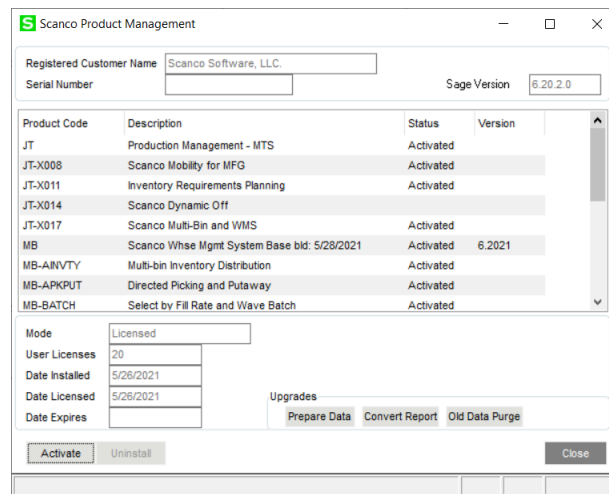 S Scanco Product Management
Registered Customer Name Scanco Software, LLC.
Serial Number Sage Version 6.20.2.0
Product Code Description Status Version
JT Production Management - MTS Activated
JT-X008 Scanco Mobility for MFG Activated
JT-X011 Inventory Requirements Planning Activated
JT-X014 Scanco Dynamic Off
JT-X017 Scanco Multi-Bin and WMS Activated
MB Scanco Whse Mgmt System Base bld: 5/28/2021 Activated 6.2021
MB-AINVTY Multi-bin Inventory Distribution Activated
MB-APKPUT Directed Picking and Putaway Activated
MB-BATCH Select by Fill Rate and Wave Batch Activated
Mode Licensed
User Licenses 20
Date Installed 5/26/2021
Date Licensed 5/26/2021 Upgrades
Date Expires Prepare Data Convert Report Old Data Purge
Activate Uninstall Close